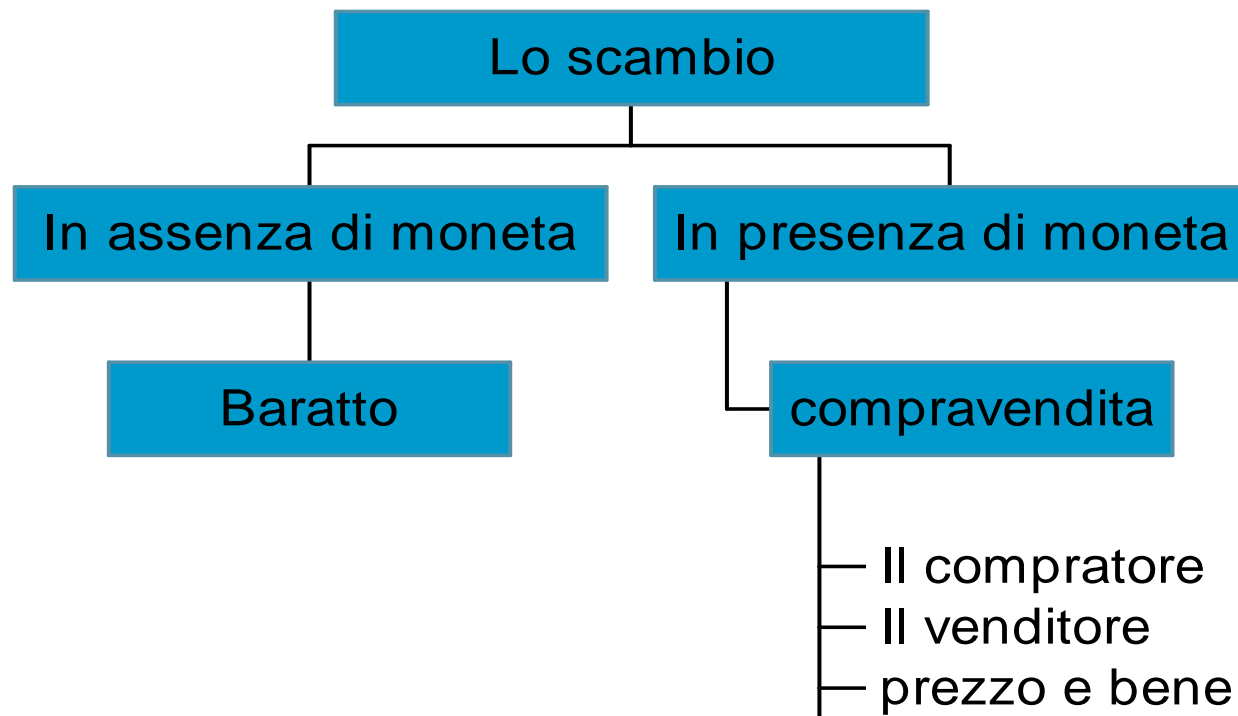 Lo scambio
In assenza di moneta
In presenza di moneta
Baratto
compravendita
Il compratore
Il venditore
prezzo e bene